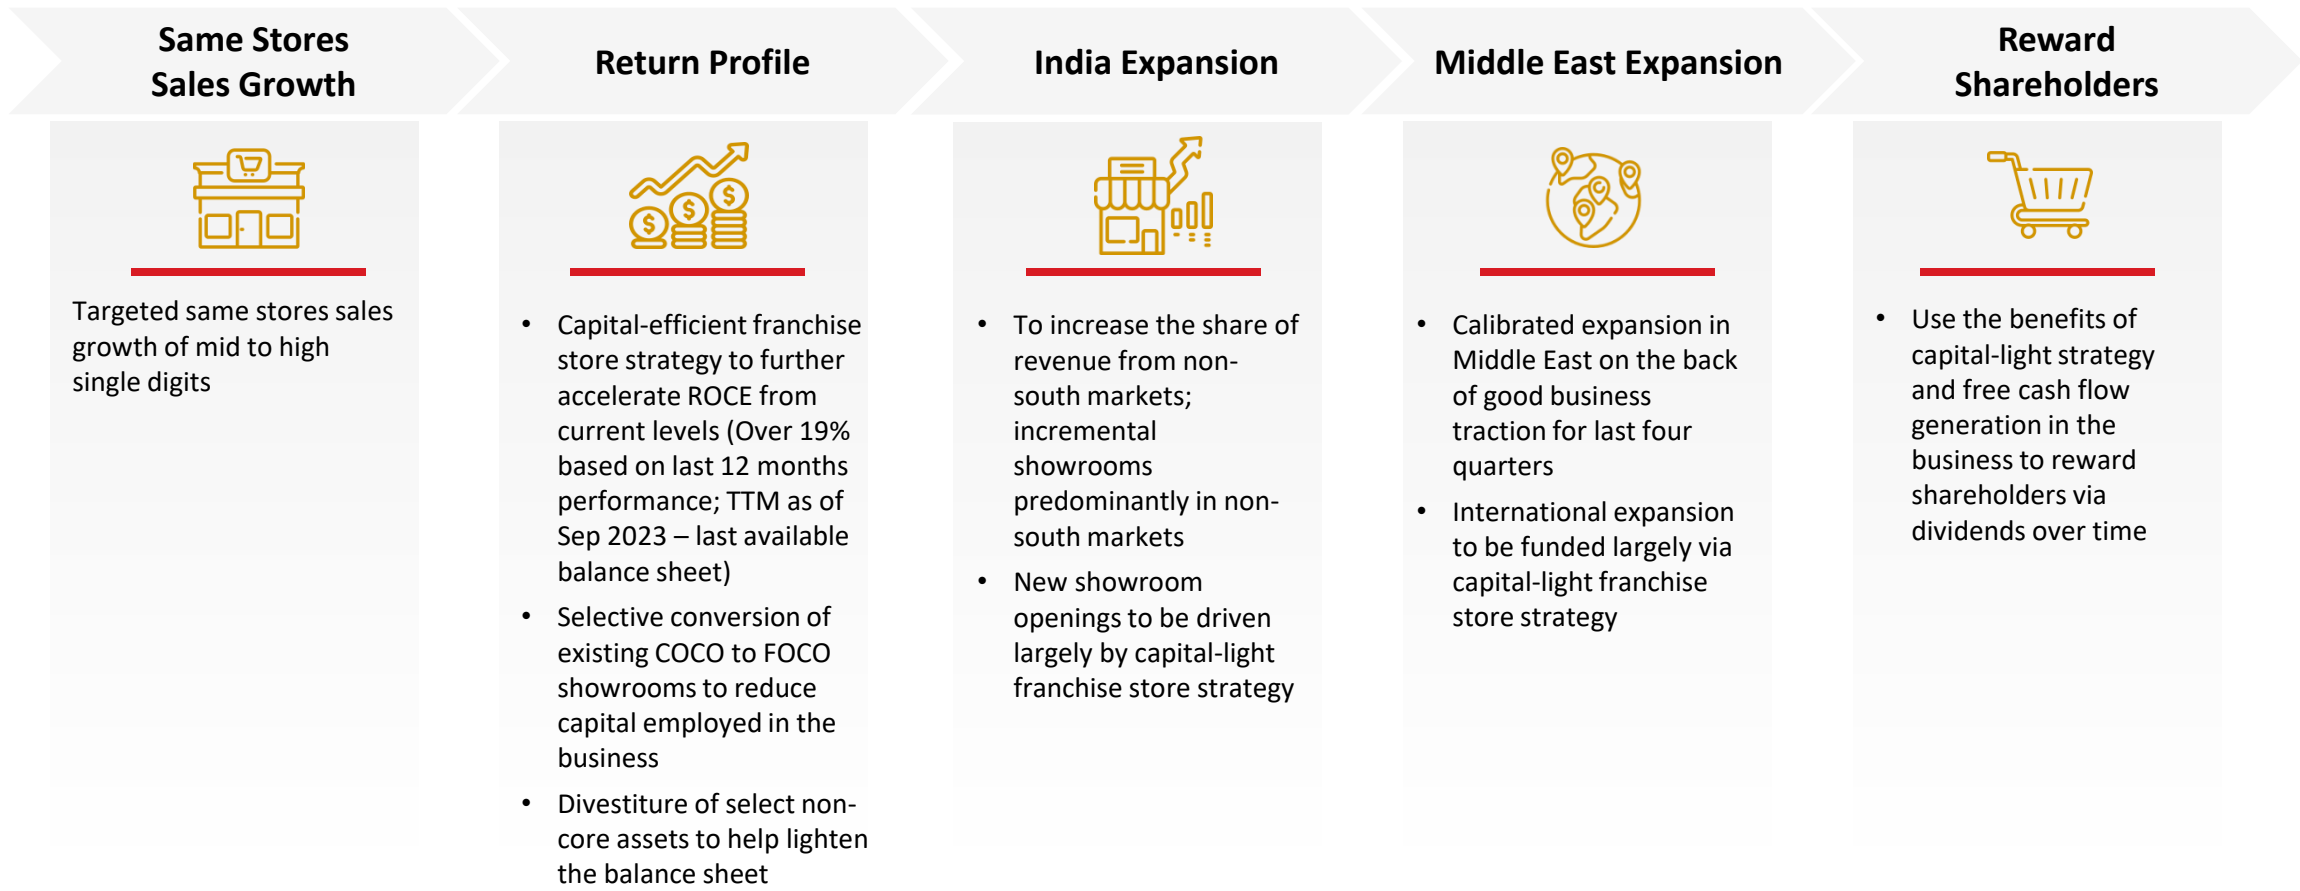 Same Stores
Sales Growth
Return Profile
India Expansion
Middle East Expansion
Reward
Shareholders
Targeted same stores sales
growth of mid to high
single digits
• Capital-efficient franchise
store strategy to further
accelerate ROCE from
current levels (Over 19%
based on last 12 months
performance; TTM as of
Sep 2023 – last available
balance sheet)
• Selective conversion of
existing COCO to FOCO
showrooms to reduce
capital employed in the
business
• Divestiture of select non-
core assets to help lighten
the balance sheet
• To increase the share of
revenue from non-
south markets;
incremental
showrooms
predominantly in non-
south markets
• New showroom
openings to be driven
largely by capital-light
franchise store strategy
• Calibrated expansion in
Middle East on the back
of good business
traction for last four
quarters
• International expansion
to be funded largely via
capital-light franchise
store strategy
• Use the benefits of
capital-light strategy
and free cash flow
generation in the
business to reward
shareholders via
dividends over time